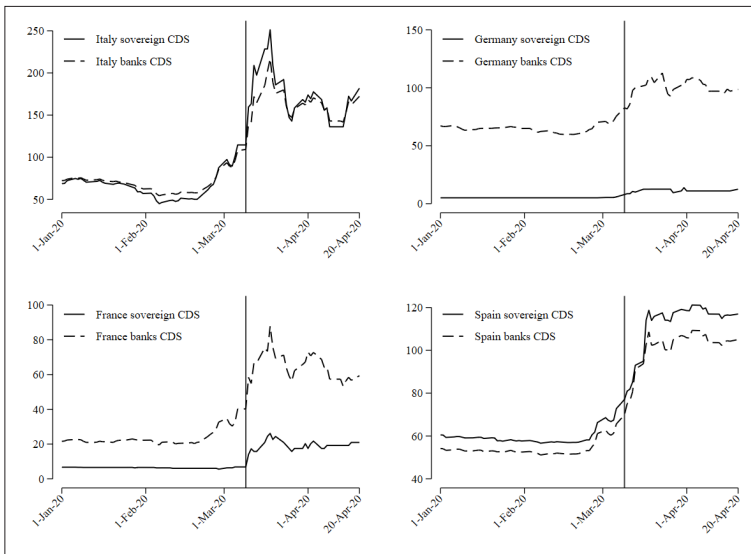 Italy sovereign CDS
Italy banks CDS
250
200
150
100
50
1-Jan-20
1-Feb-20
1-Mar-20
1-Apr-20
20-Apr-20
Germany sovereign CDS
Germany banks CDS
150
100
50
0
1-Jan-20
1-Feb-20
1-Mar-20
1-Apr-20
20-Apr-20
France sovereign CDS
France banks CDS
100
80
60
40
20
0
1-Jan-20
1-Feb-20
1-Mar-20
1-Apr-20
20-Apr-20
Spain sovereign CDS
Spain banks CDS
120
100
80
60
40
1-Jan-20
1-Feb-20
1-Mar-20
1-Apr-20
20-Apr-20